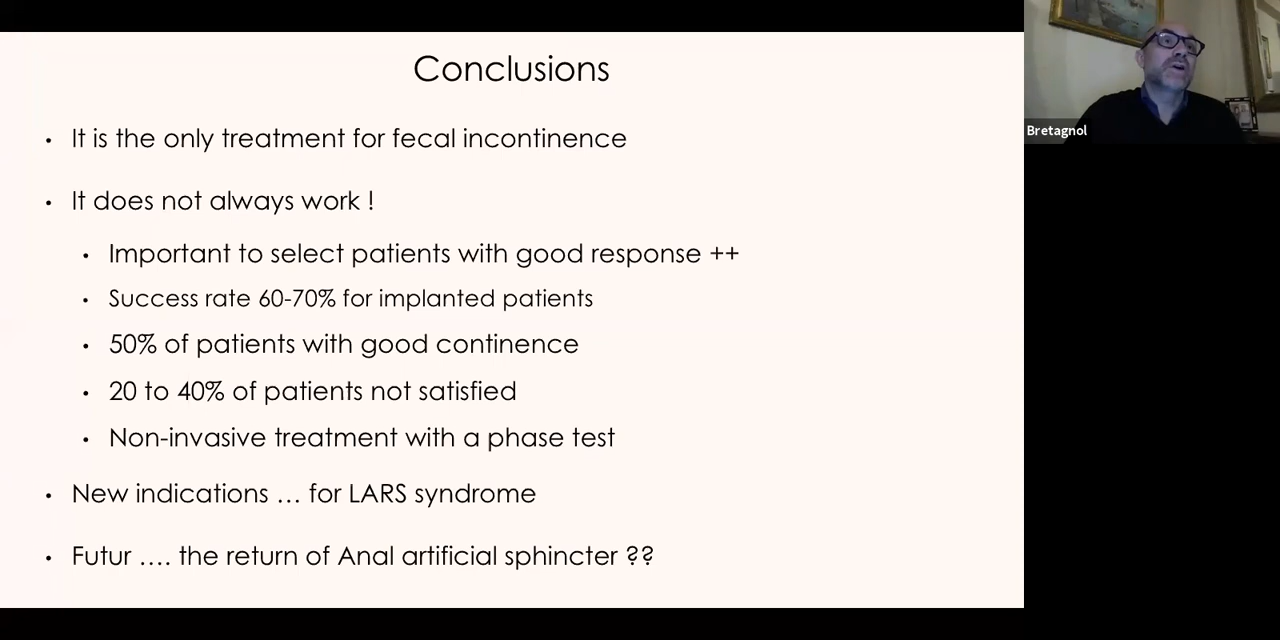 Conclusions
• It is the only treatment for fecal incontinence
• It does not always work !
• Important to select patients with good response ++
• Success rate 60-70% for implanted patients
• 50% of patients with good continence
• 20 to 40% of patients not satisfied
• Non-invasive treatment with a phase test
• New indications … for LARS syndrome
• Futur …. the return of Anal artificial sphincter ??
Bretagnol